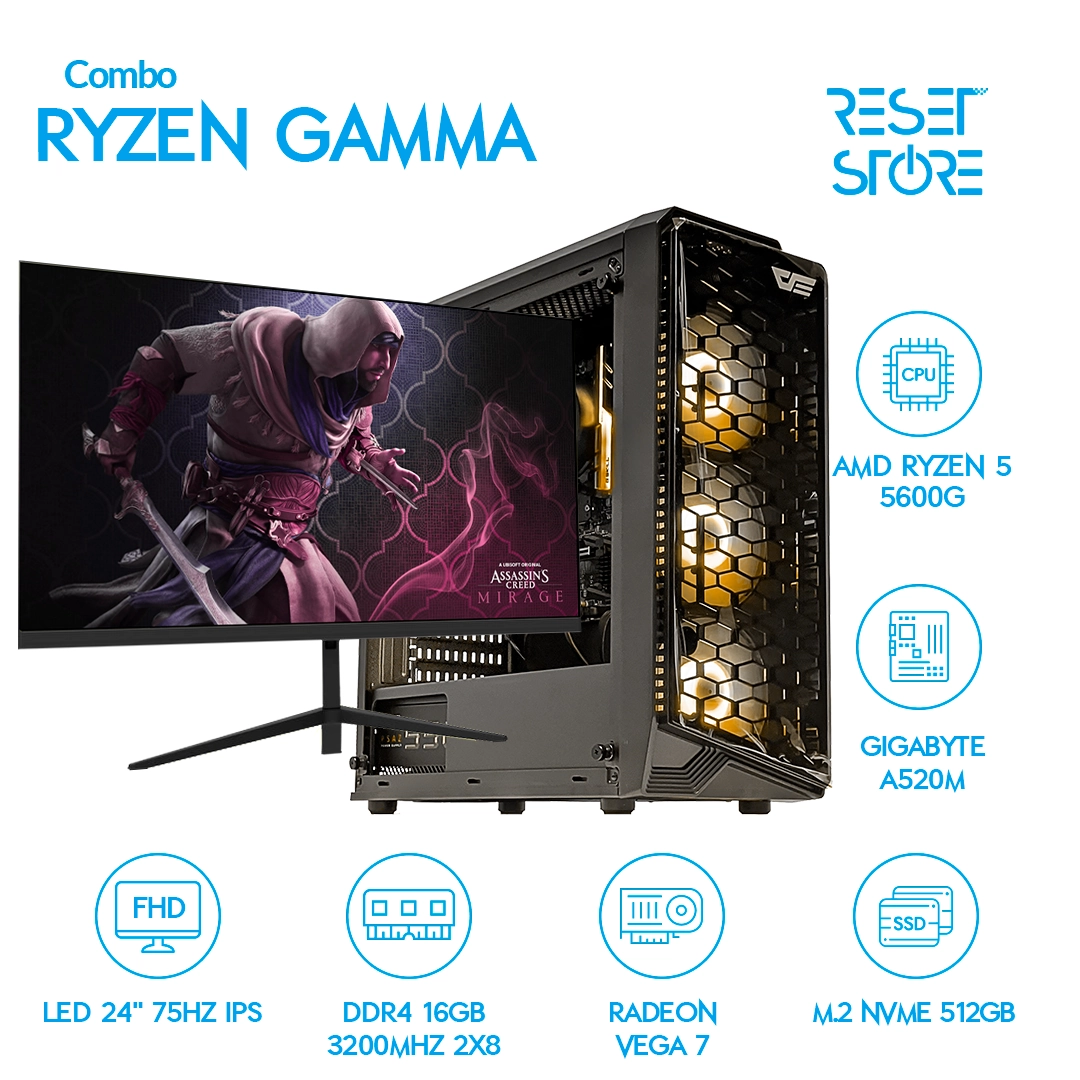 Combo
RYZEN GAMMA
RESET
STORE
A UBISOFT ORIGINAL
ASSASSIN'S
CREED
MIRAGE
CPU
AMD RYZEN 5
5600G
GIGABYTE
A520M
FHD
LED 24" 75HZ IPS
DDR4 16GB
3200MHZ 2X8
RADEON
VEGA 7
SSD
M.2 NVME 512GB